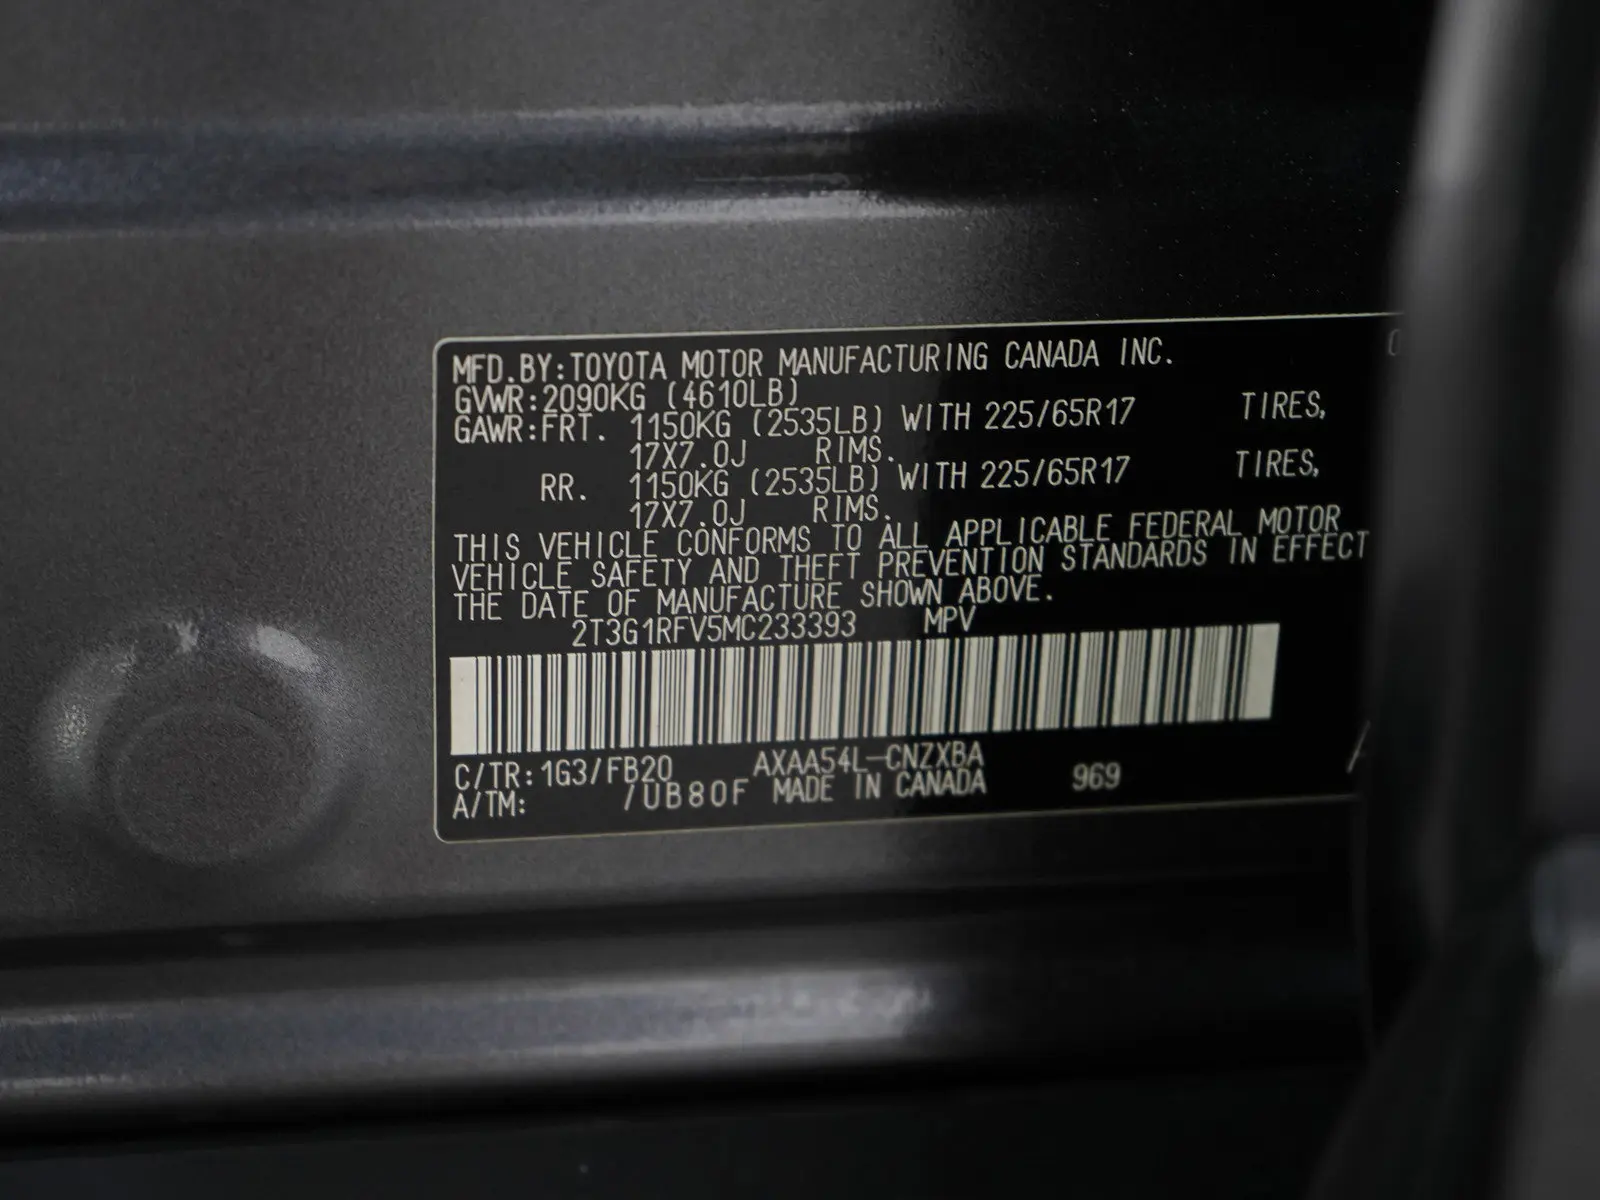 MFD.BY:TOYOTA MOTOR MANUFACTURING CANADA INC.
GVWR:2090KG (4610LB)
GAWR:FRT. 1150KG (2535LB) WITH 225/65R17 TIRES,
17X7.0J RIMS.
RR. 1150KG (2535LB) WITH 225/65R17 TIRES,
17X7.0J RIMS.
THIS VEHICLE CONFORMS TO ALL APPLICABLE FEDERAL MOTOR
VEHICLE SAFETY AND THEFT PREVENTION STANDARDS IN EFFECT
THE DATE OF MANUFACTURE SHOWN ABOVE.
2T3G1RFV5MC233393 MPV
C/TR:1G3/FB20 AXAA54L-CNZXBA
A/TM: /UB80F MADE IN CANADA 969